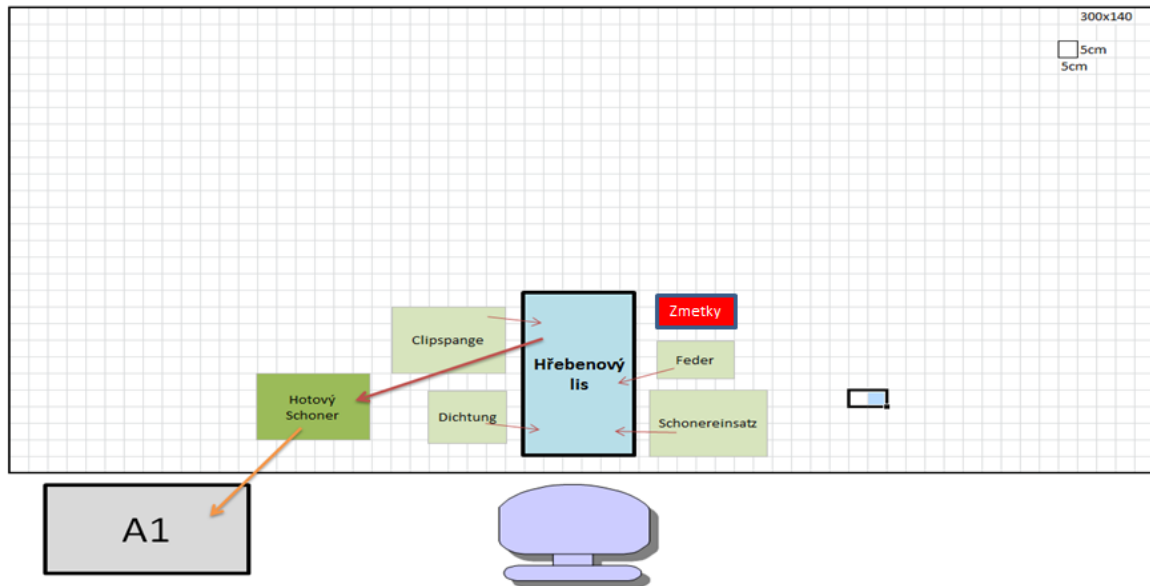 300x140
5cm
5cm
Zmetky
Clipspange
Feder
Hřebenový
lis
Hotový
Schoner
Dichtung
Schonereinsatz
A1